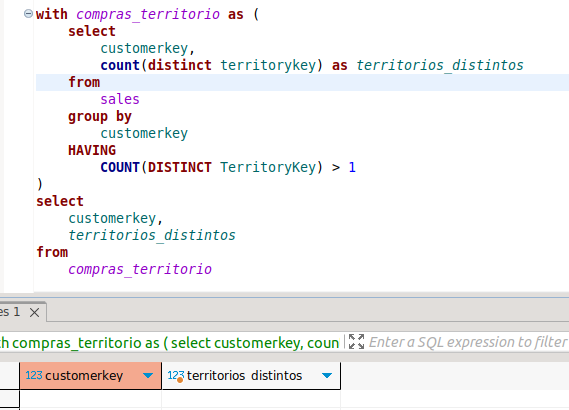 with compras_territorio as (
select
customerkey,
count(distinct territorykey) as territorios_distintos
from
sales
group by
customerkey
HAVING
COUNT(DISTINCT TerritoryKey) > 1
)
select
customerkey,
territorios_distintos
from
compras_territorio
es 1
h compras_territorio as ( select customerkey, coun
Enter a SQL expression to filter
123 customerkey
123 territorios_distintos